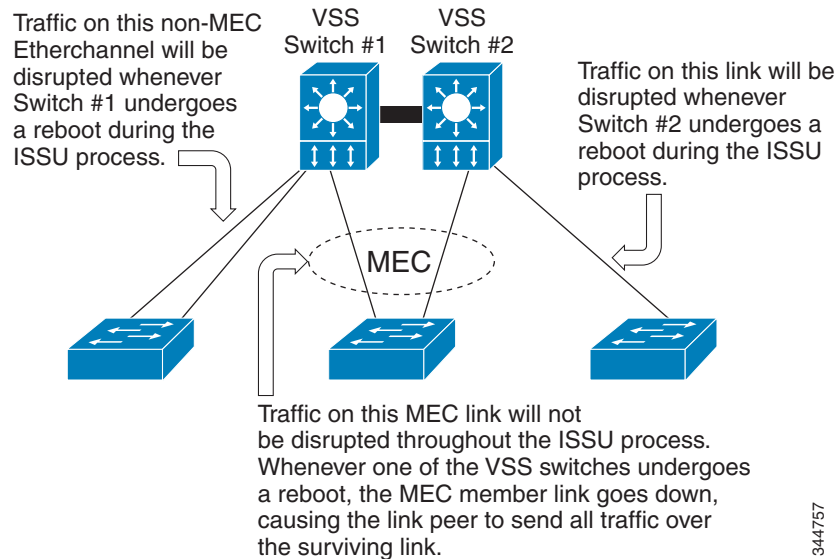 Traffic on this non-MEC
Etherchannel will be
disrupted whenever
Switch #1 undergoes
a reboot during the
ISSU process.
VSS
Switch #1
VSS
Switch #2
Traffic on this link will be
disrupted whenever
Switch #2 undergoes a
reboot during the ISSU
process.
MEC
Traffic on this MEC link will not
be disrupted throughout the ISSU process.
Whenever one of the VSS switches undergoes
a reboot, the MEC member link goes down,
causing the link peer to send all traffic over
the surviving link.
344757